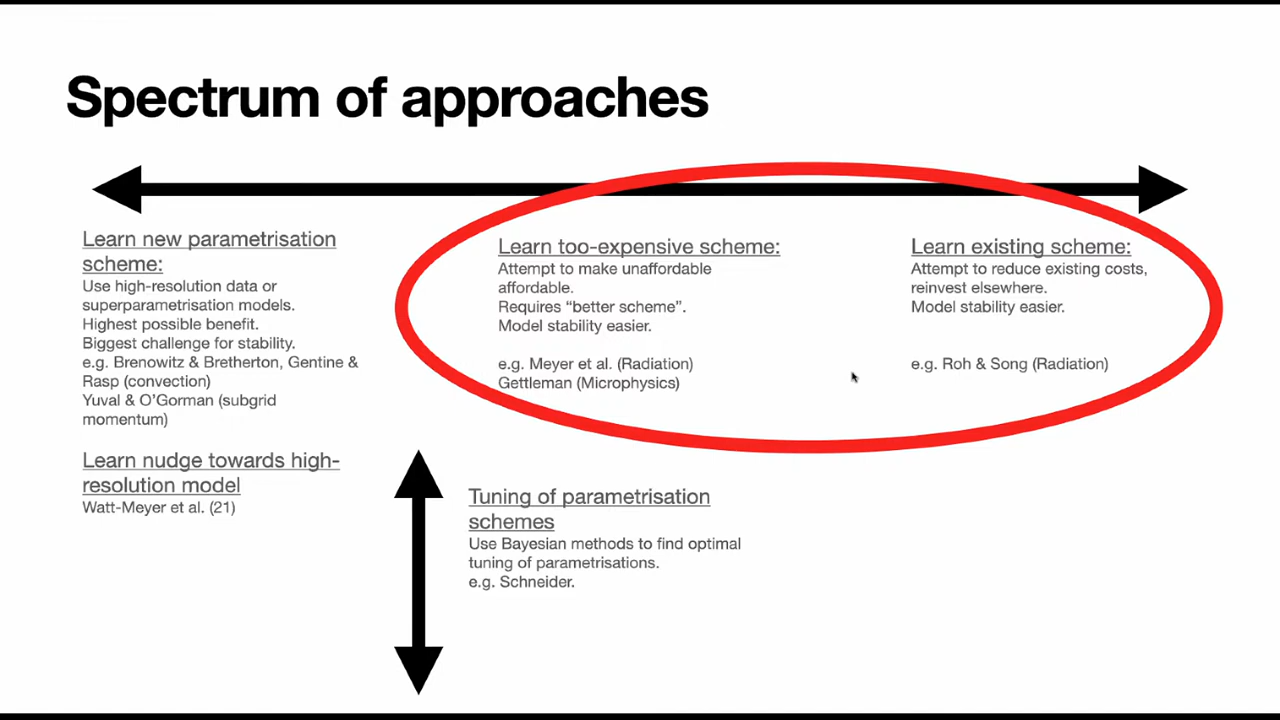 Spectrum of approaches
Learn new parametrisation
scheme:
Use high-resolution data or
superparametrisation models.
Highest possible benefit.
Biggest challenge for stability.
e.g. Brenowitz & Bretherton, Gentine &
Rasp (convection)
Yuval & O'Gorman (subgrid
momentum)
Learn nudge towards high-
resolution model
Watt-Meyer et al. (21)
Learn too-expensive scheme:
Attempt to make unaffordable
affordable.
Requires “better scheme”.
Model stability easier.
e.g. Meyer et al. (Radiation)
Gettleman (Microphysics)
Learn existing scheme:
Attempt to reduce existing costs,
reinvest elsewhere.
Model stability easier.
e.g. Roh & Song (Radiation)
Tuning of parametrisation
schemes
Use Bayesian methods to find optimal
tuning of parametrisations.
e.g. Schneider.